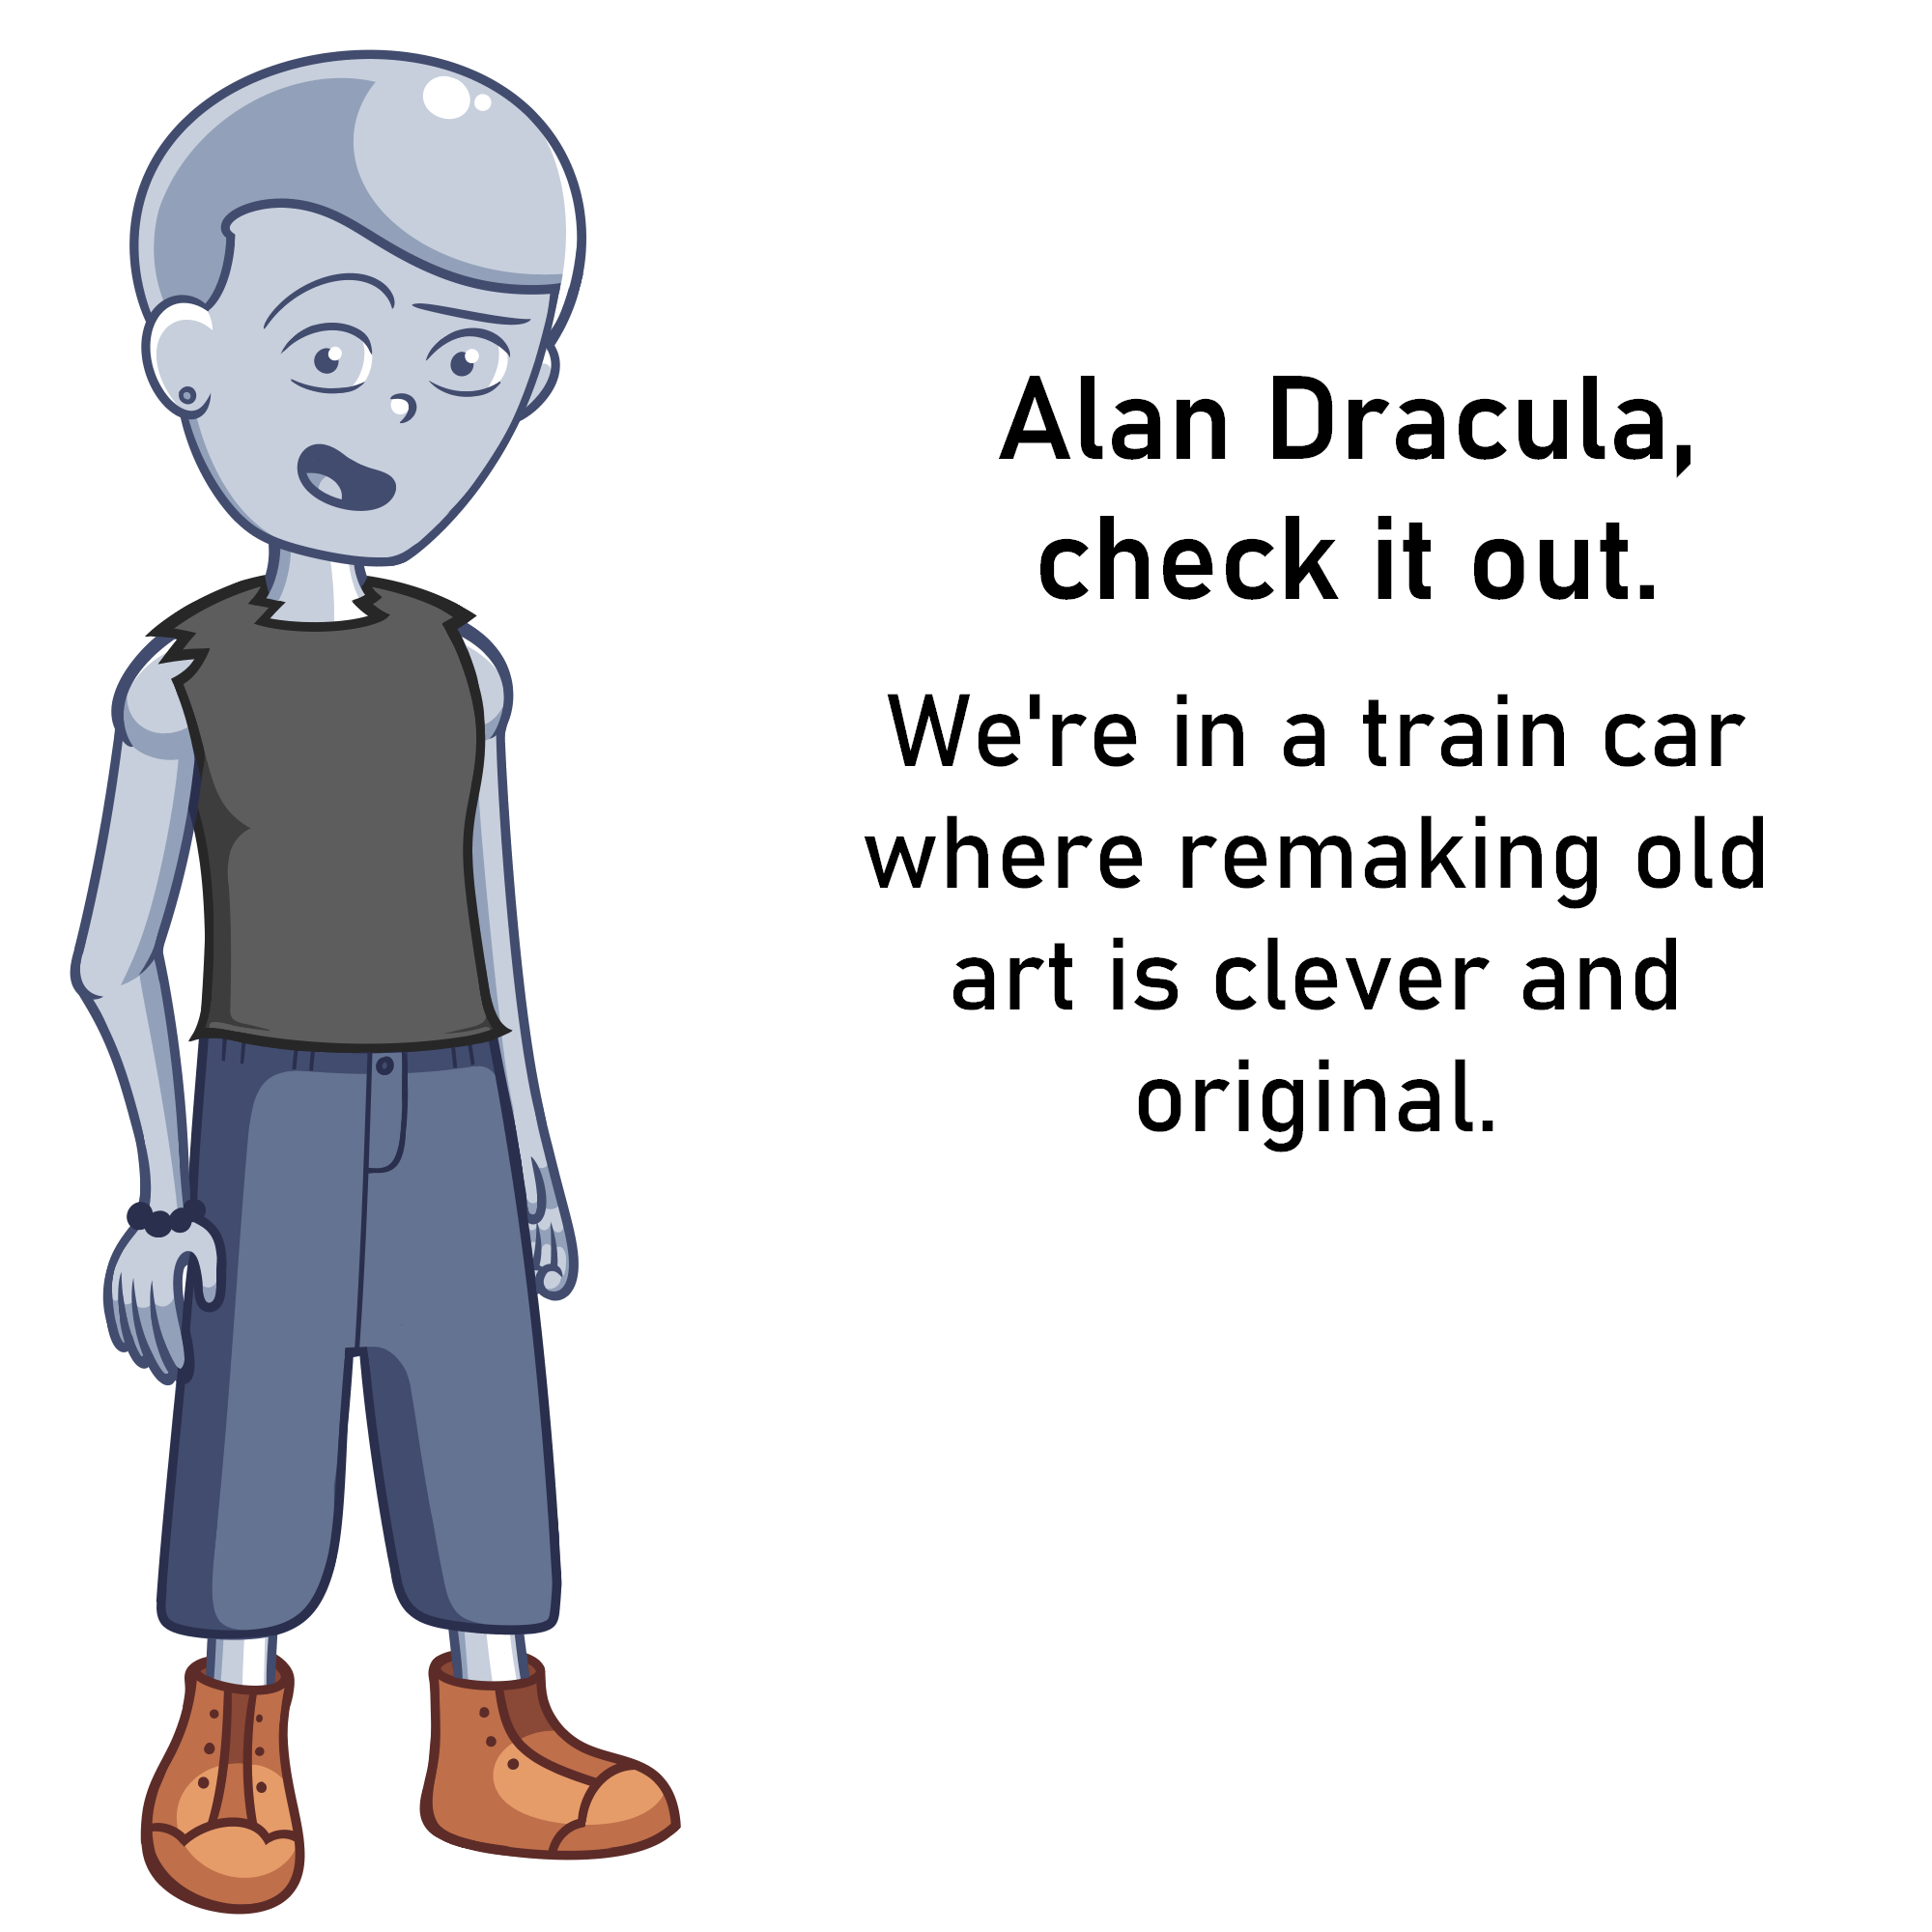 Alan Dracula,
check it out.
We're in a train car
where remaking old
art is clever and
original.